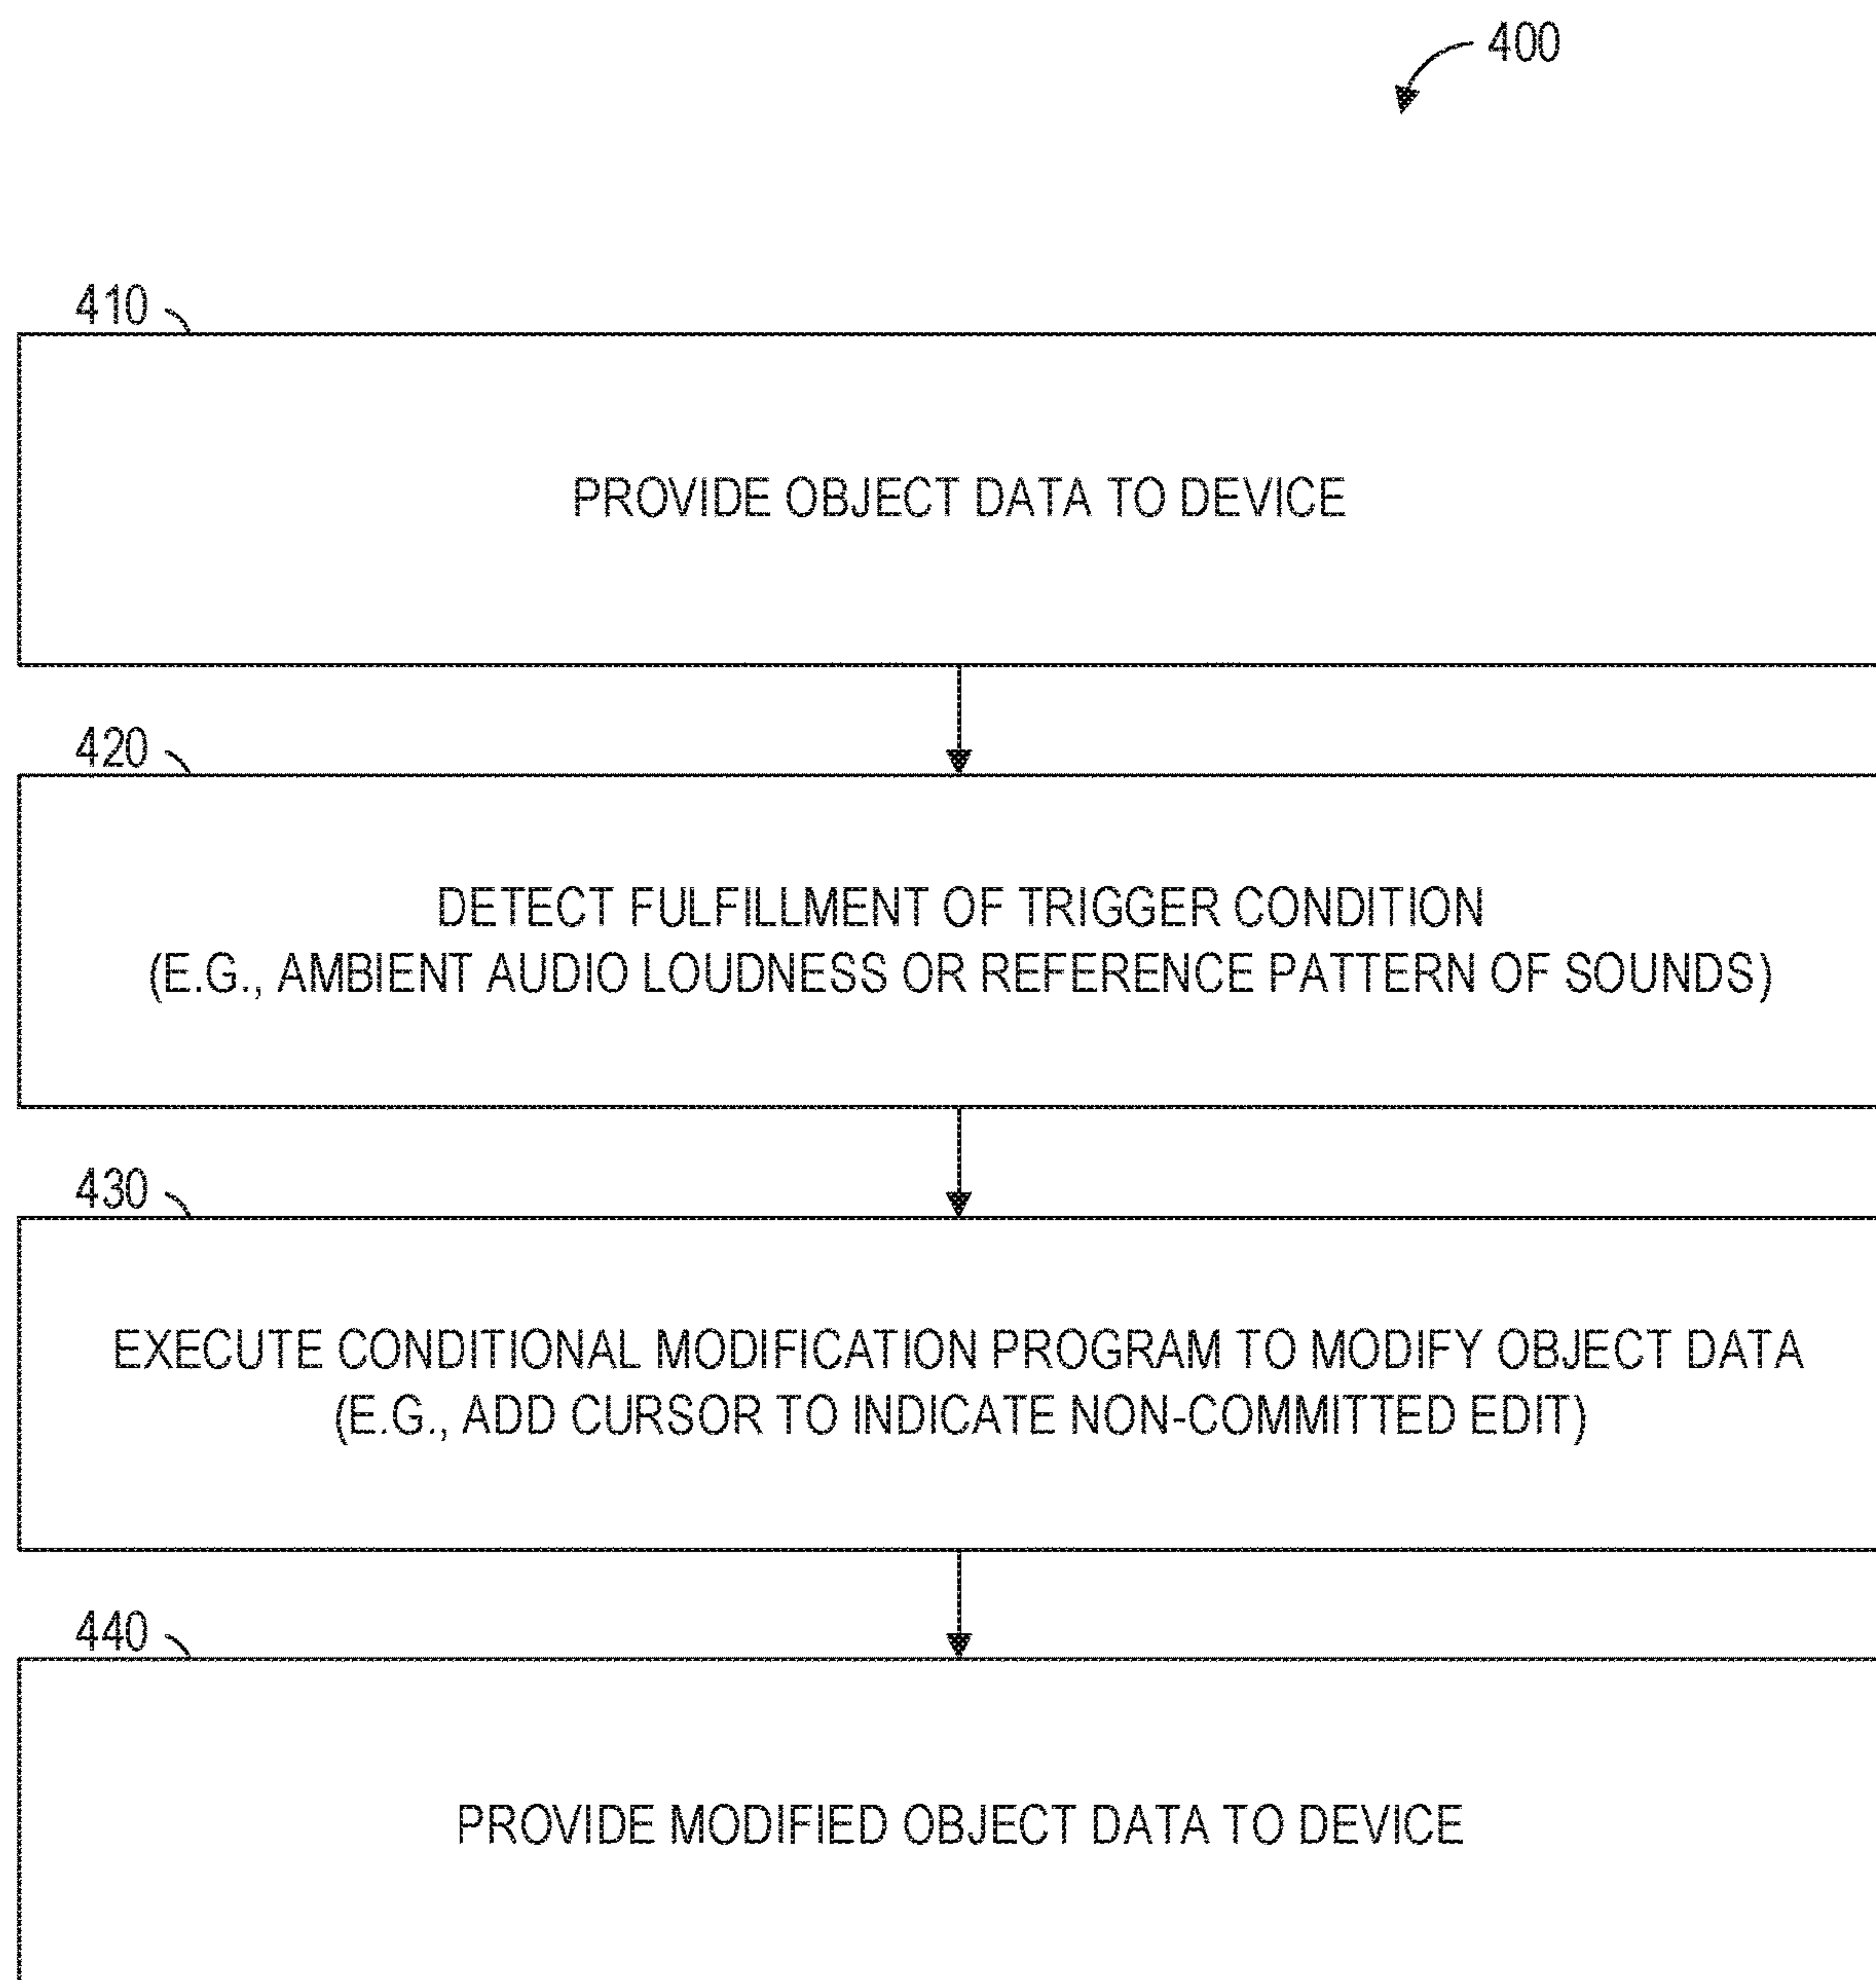 400
410
PROVIDE OBJECT DATA TO DEVICE
420
DETECT FULFILLMENT OF TRIGGER CONDITION
(E.G., AMBIENT AUDIO LOUDNESS OR REFERENCE PATTERN OF SOUNDS)
430
EXECUTE CONDITIONAL MODIFICATION PROGRAM TO MODIFY OBJECT DATA
(E.G., ADD CURSOR TO INDICATE NON-COMMITTED EDIT)
440
PROVIDE MODIFIED OBJECT DATA TO DEVICE